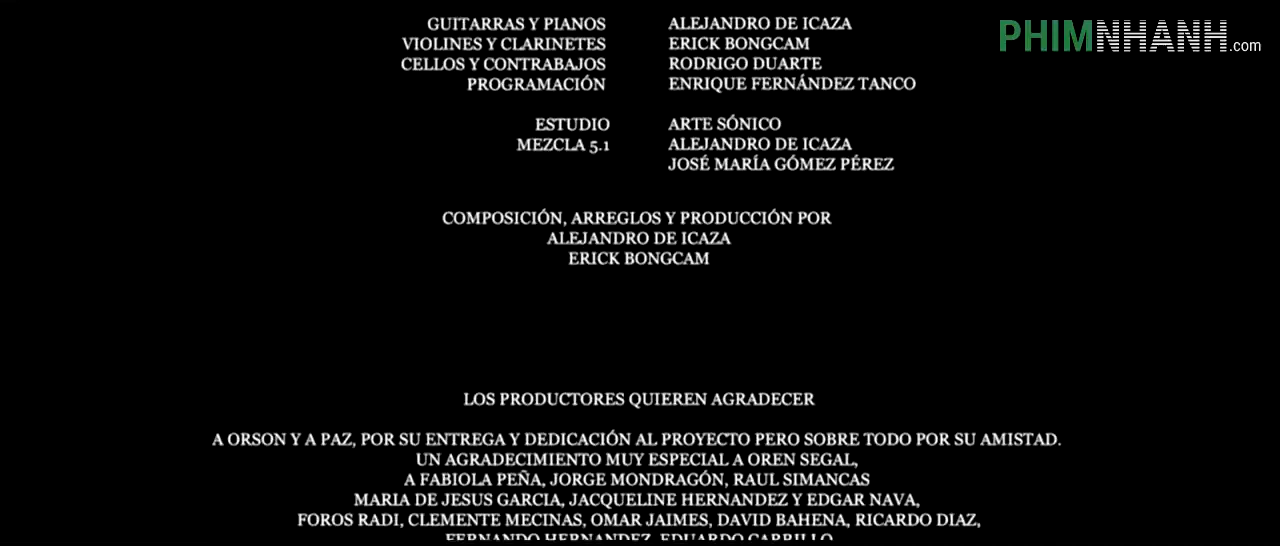 GUITARRAS Y PIANOS ALEJANDRO DE ICAZA
VIOLINES Y CLARINETES ERICK BONGCAM
CELLOS Y CONTRABAJOS RODRIGO DUARTE
PROGRAMACIÓN ENRIQUE FERNÁNDEZ TANCO
PHIMNHANH.com
ESTUDIO ARTE SÓNICO
MEZCLA 5.1 ALEJANDRO DE ICAZA
JOSÉ MARÍA GÓMEZ PÉREZ
COMPOSICIÓN, ARREGLOS Y PRODUCCIÓN POR
ALEJANDRO DE ICAZA
ERICK BONGCAM
LOS PRODUCTORES QUIEREN AGRADECER
A ORSON Y A PAZ, POR SU ENTREGA Y DEDICACIÓN AL PROYECTO PERO SOBRE TODO POR SU AMISTAD.
UN AGRADECIMIENTO MUY ESPECIAL A OREN SEGAL,
A FABIOLA PEÑA, JORGE MONDRAGÓN, RAUL SIMANCAS
MARIA DE JESUS GARCIA, JACQUELINE HERNANDEZ Y EDGAR NAVA,
FOROS RADI, CLEMENTE MECINAS, OMAR JAIMES, DAVID BAHENA, RICARDO DIAZ,
FERNANDO HERNANDEZ, EDUARDO CARRILLO